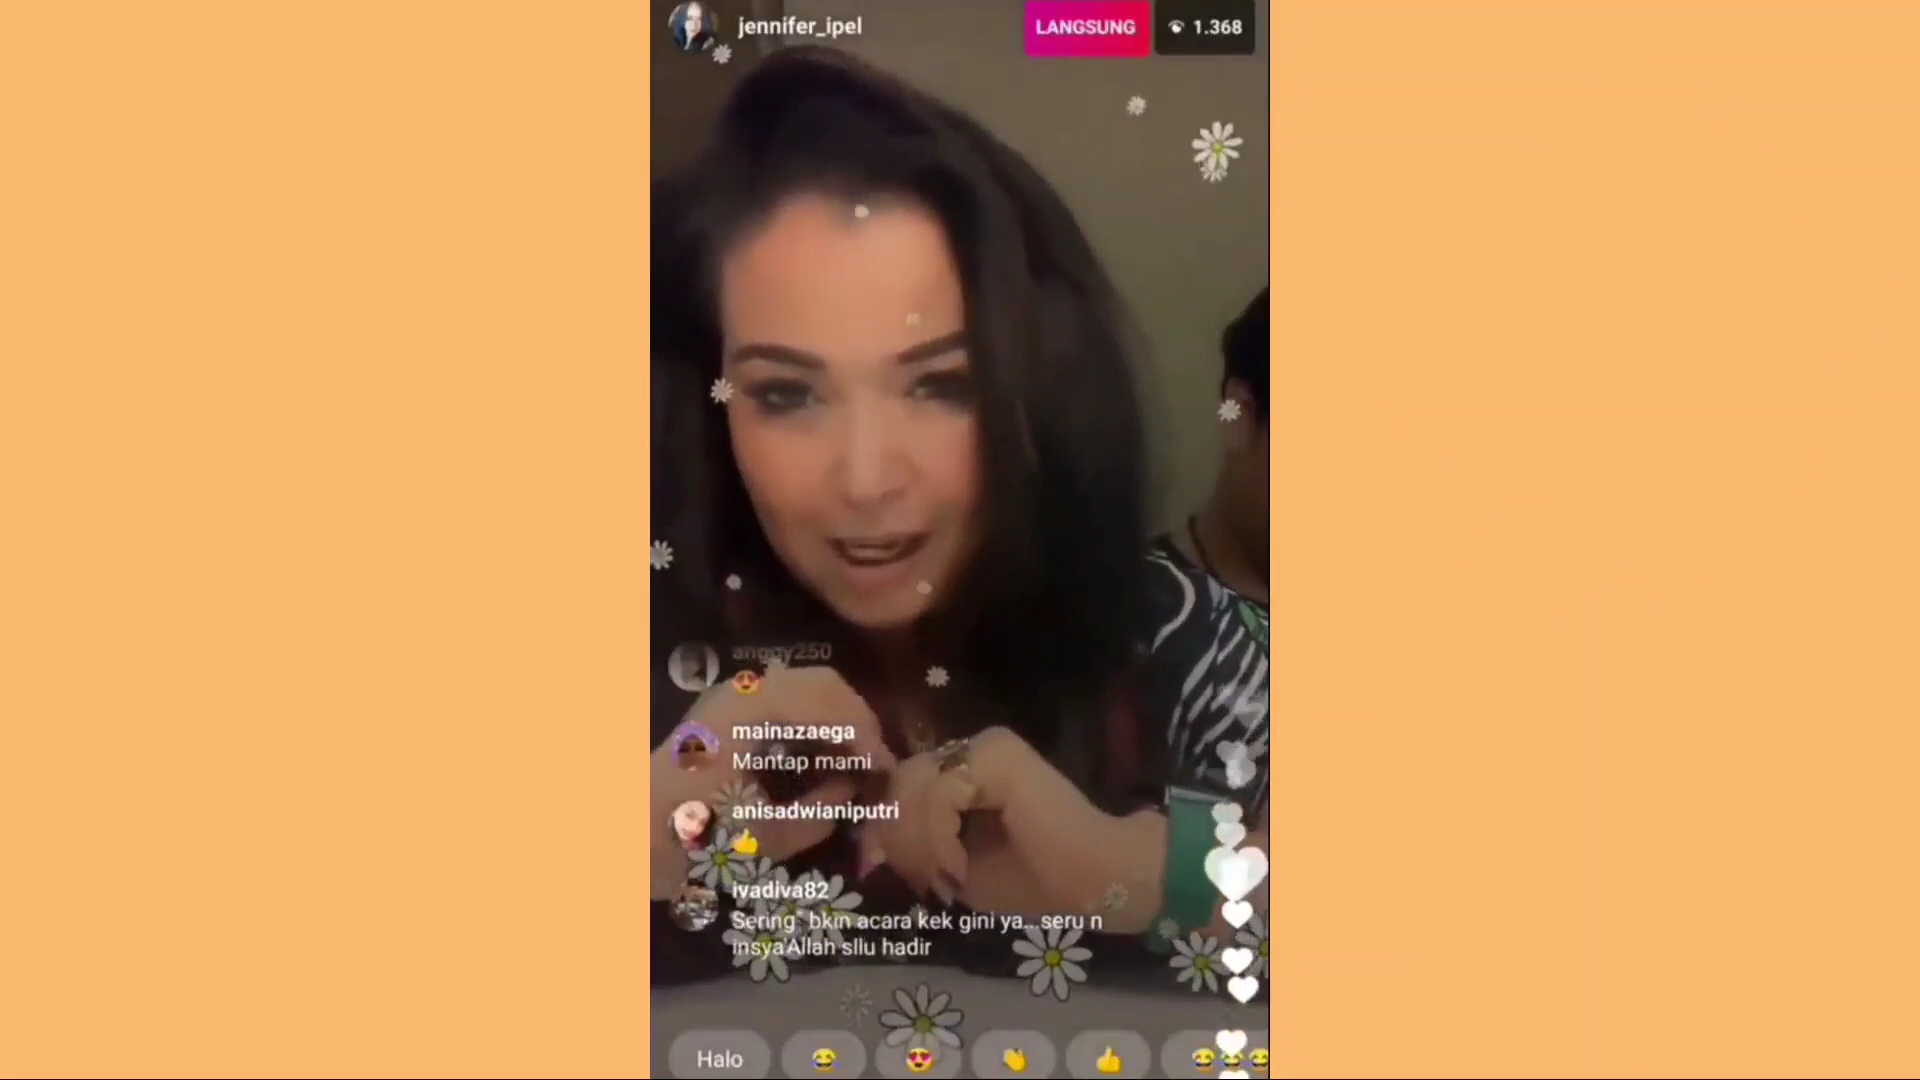 jennifer_ipel
LANGSUNG
1.368
anggy250
😍
mainazaega
Mantap mami
anisadwianiputri
👍
ivadiva82
Sering" bkin acara kek gini ya...seru n
insya'Allah sllu hadir
Halo